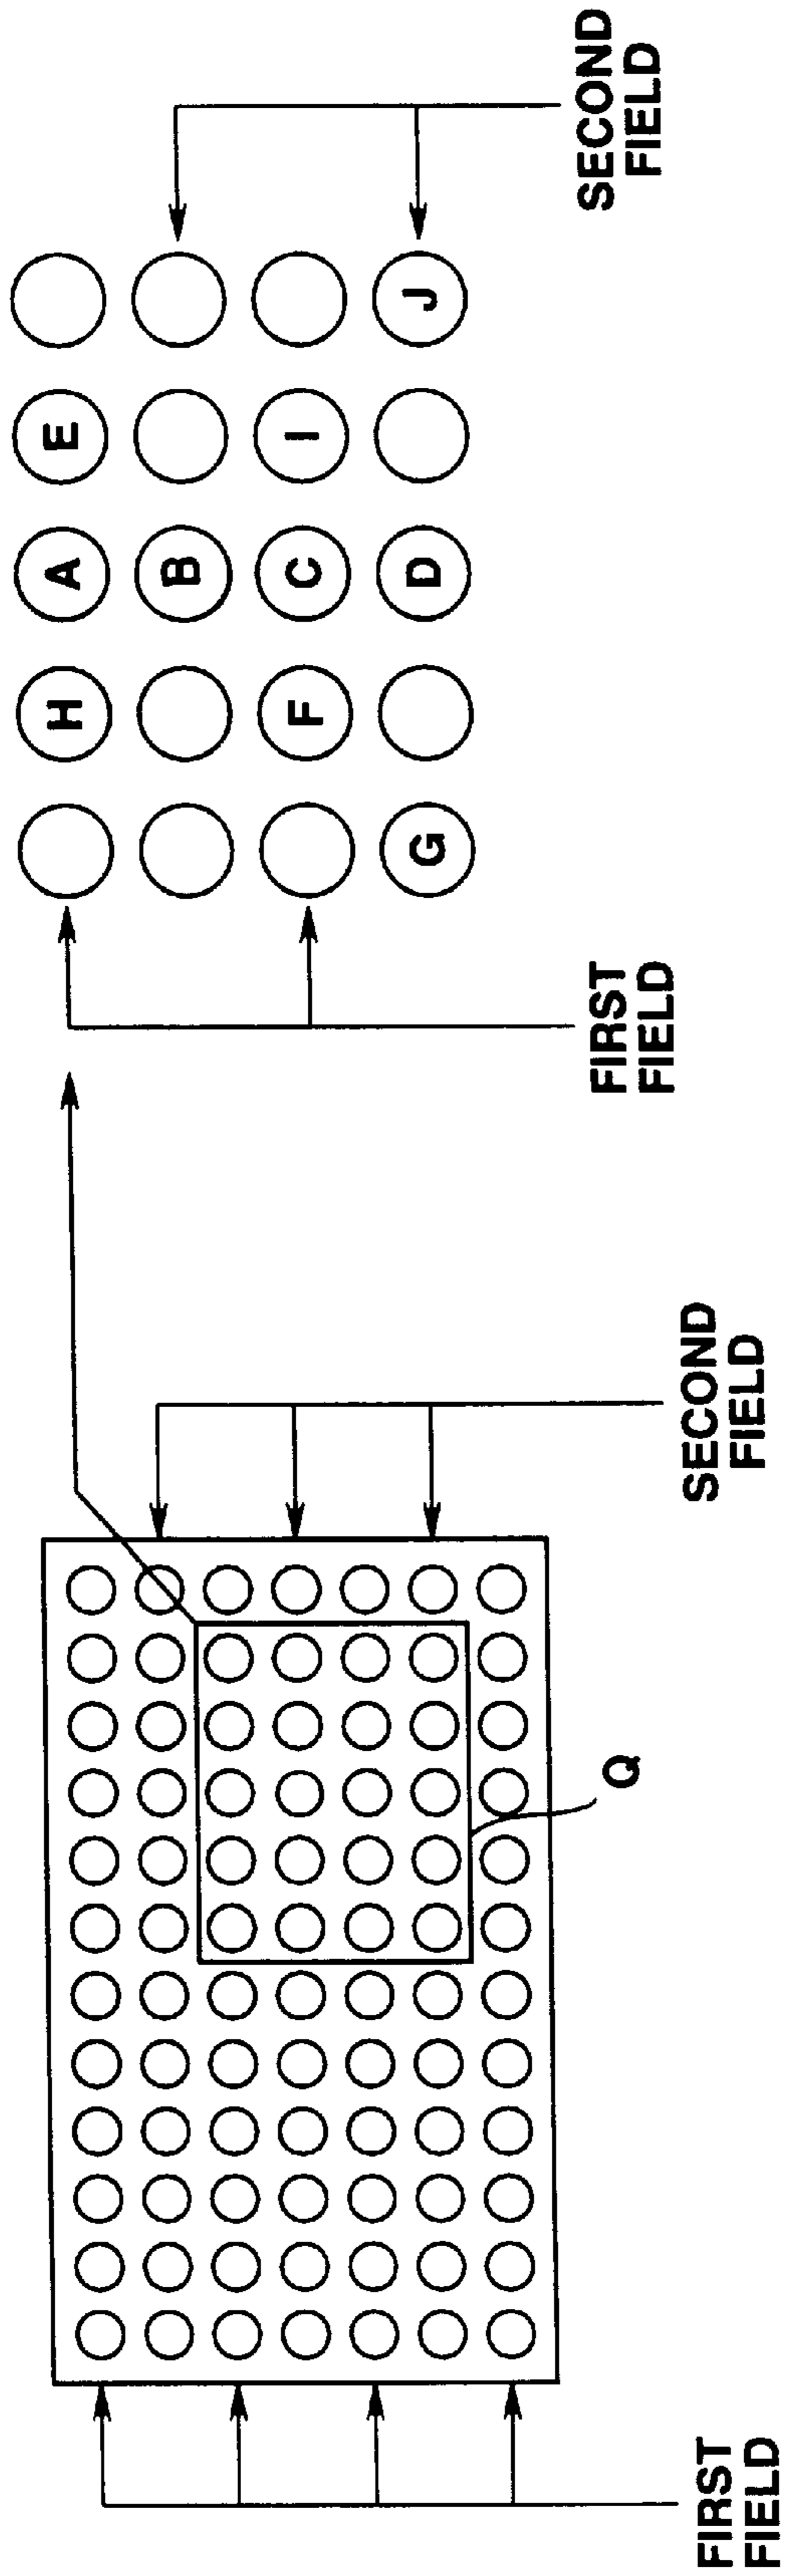 H A E
B
F C I
G D J
Q
FIRST
FIELD
SECOND
FIELD
FIRST
FIELD
SECOND
FIELD